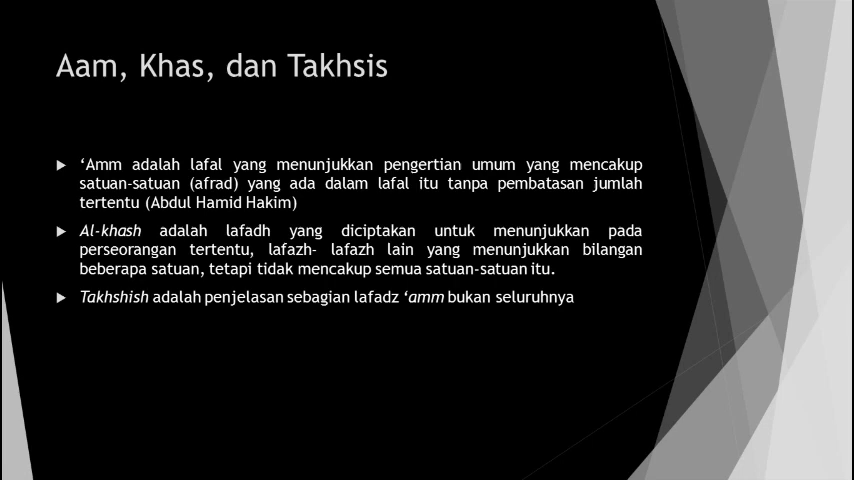 Aam, Khas, dan Takhsis
‘Amm adalah lafal yang menunjukkan pengertian umum yang mencakup
satuan-satuan (afrad) yang ada dalam lafal itu tanpa pembatasan jumlah
tertentu (Abdul Hamid Hakim)
Al-khash adalah lafadh yang diciptakan untuk menunjukkan pada
perseorangan tertentu, lafazh- lafazh lain yang menunjukkan bilangan
beberapa satuan, tetapi tidak mencakup semua satuan-satuan itu.
Takhshish adalah penjelasan sebagian lafadz ‘amm bukan seluruhnya